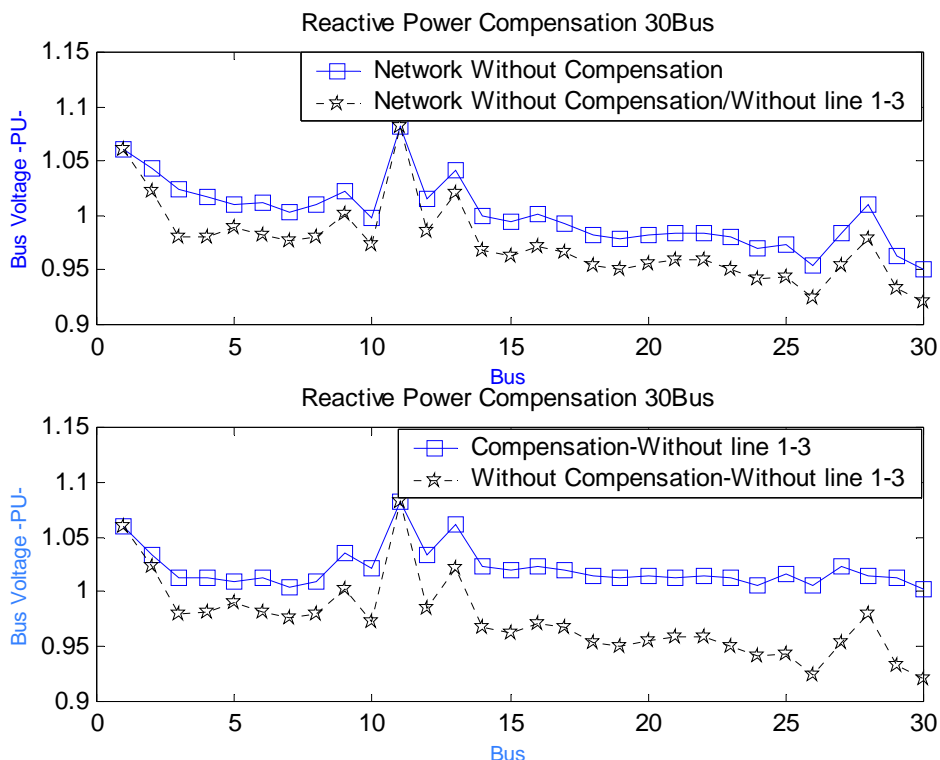 Reactive Power Compensation 30Bus
1.15
1.1
1.05
1
0.95
0.9
Bus Voltage -PU-
Network Without Compensation
Network Without Compensation/Without line 1-3
0 5 10 15 20 25 30
Bus
Reactive Power Compensation 30Bus
1.15
1.1
1.05
1
0.95
0.9
Bus Voltage -PU-
Compensation-Without line 1-3
Without Compensation-Without line 1-3
0 5 10 15 20 25 30
Bus